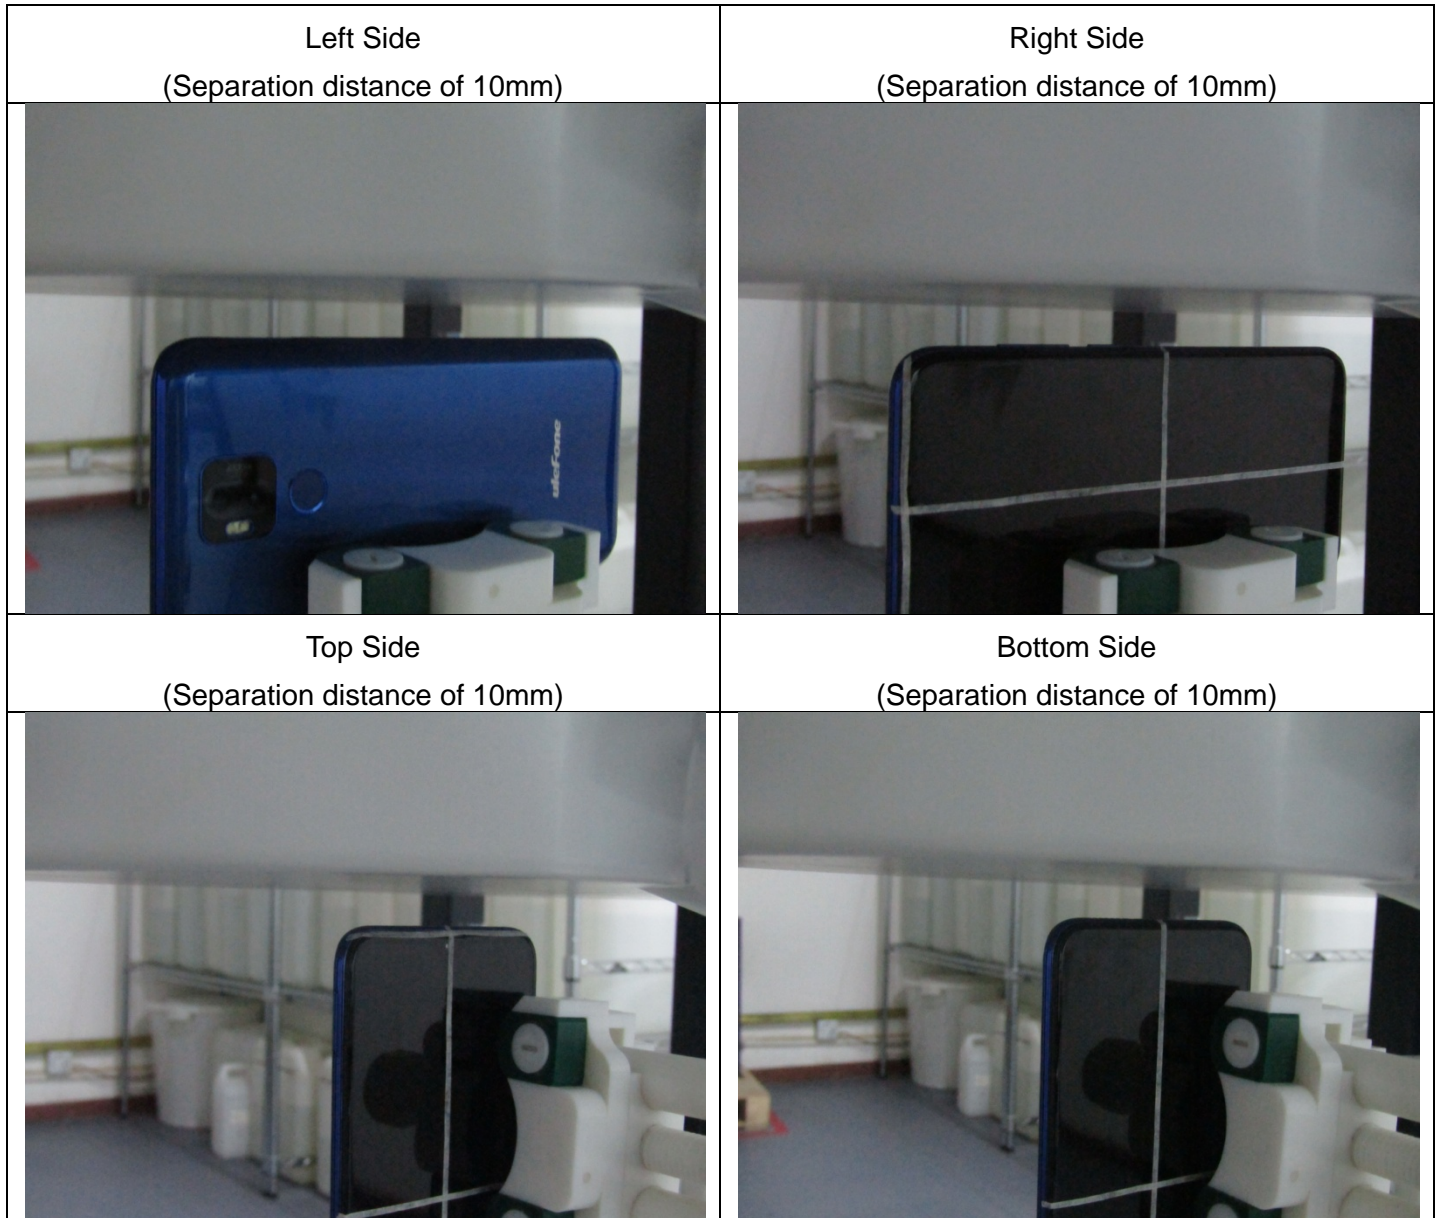 Left Side
(Separation distance of 10mm)
Right Side
(Separation distance of 10mm)
ulefone
Top Side
(Separation distance of 10mm)
Bottom Side
(Separation distance of 10mm)